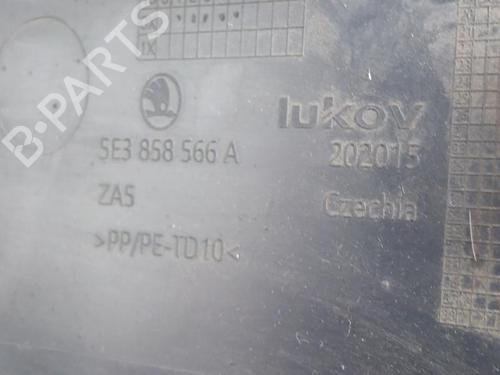 B-PARTS
lukov
5E3 858 566 A
202015
ZAS
Czechia
>PP/PE-TD10<